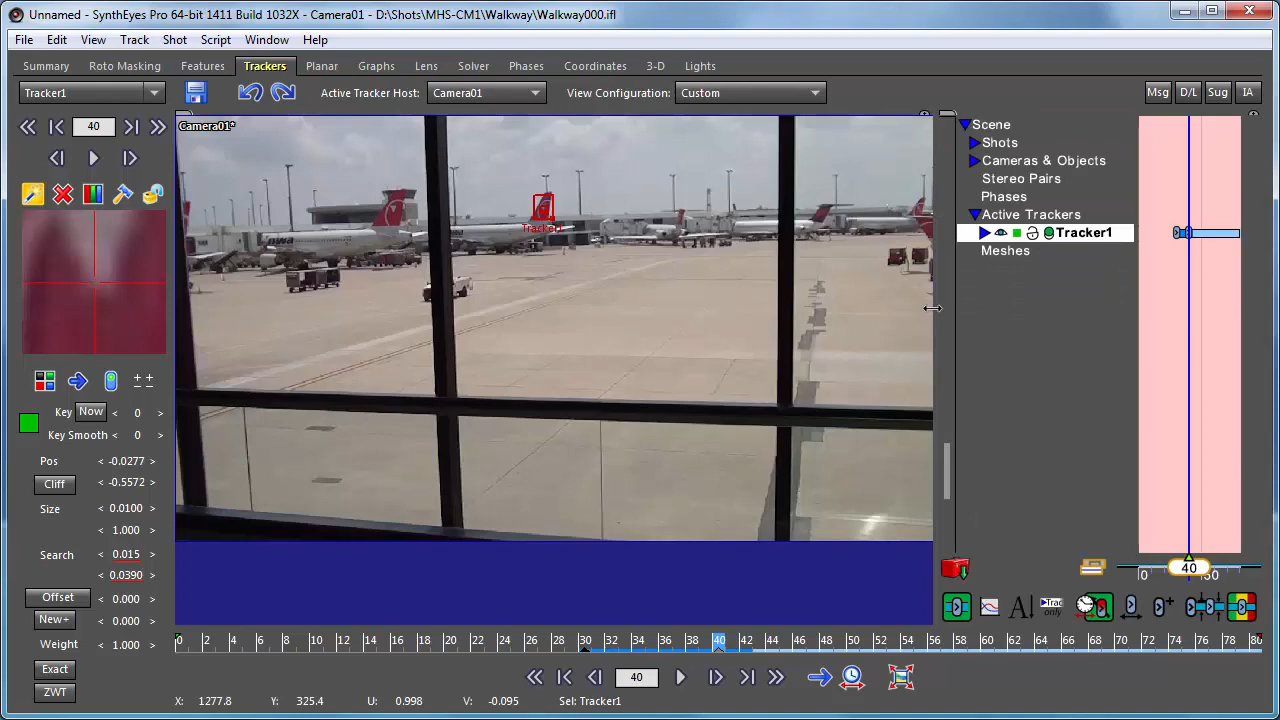 Unnamed - SynthEyes Pro 64-bit 1411 Build 1032X - Camera01 - D:\Shots\MHS-CM1\Walkway\Walkway000.ifl
File Edit View Track Shot Script Window Help
Summary Roto Masking Features Trackers Planar Graphs Lens Solver Phases Coordinates 3-D Lights
Tracker1 Active Tracker Host: Camera01 View Configuration: Custom Msg D/L Sug IA
40
Camera01*
Scene
Shots
Cameras & Objects
Stereo Pairs
Phases
Active Trackers
Tracker1
Meshes
Tracker1
nwa
Key Now < 0 >
Key Smooth < 0 >
Pos < -0.0277 >
Cliff < -0.5572 >
Size < 0.0100 >
< 1.000 >
Search < 0.015 >
< 0.0390 >
Offset < 0.000 >
New+ < 0.000 >
Weight < 1.000 >
Exact
ZWT
0 40 50
A Trac only
0 2 4 6 8 10 12 14 16 18 20 22 24 26 28 30 32 34 36 38 40 42 44 46 48 50 52 54 56 58 60 62 64 66 68 70 72 74 76 78 80
40
X: 1277.8 Y: 325.4 U: 0.998 V: -0.095 Sel: Tracker1